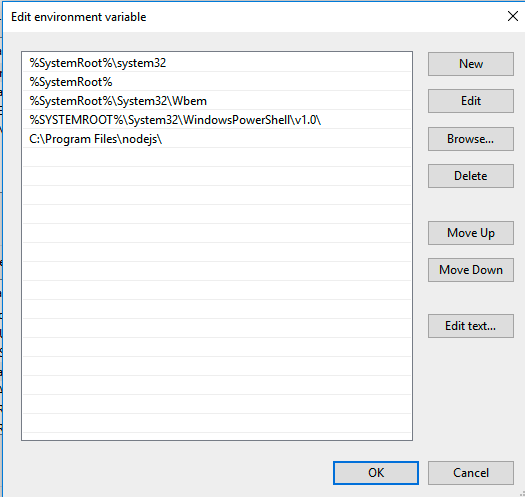 Edit environment variable
%SystemRoot%\system32
%SystemRoot%
%SystemRoot%\System32\Wbem
%SYSTEMROOT%\System32\WindowsPowerShell\v1.0\
C:\Program Files\nodejs\
New
Edit
Browse...
Delete
Move Up
Move Down
Edit text...
OK
Cancel